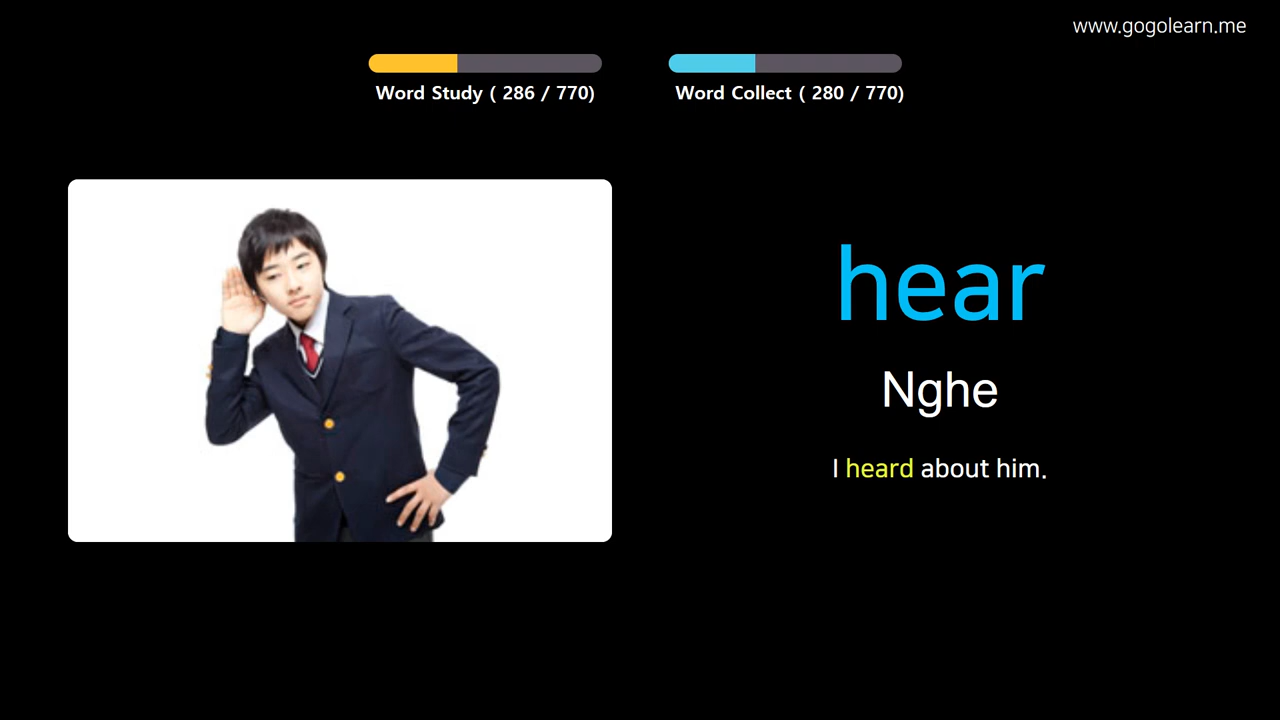 www.gogolearn.me
Word Study ( 286 / 770)
Word Collect ( 280 / 770)
hear
Nghe
I heard about him.